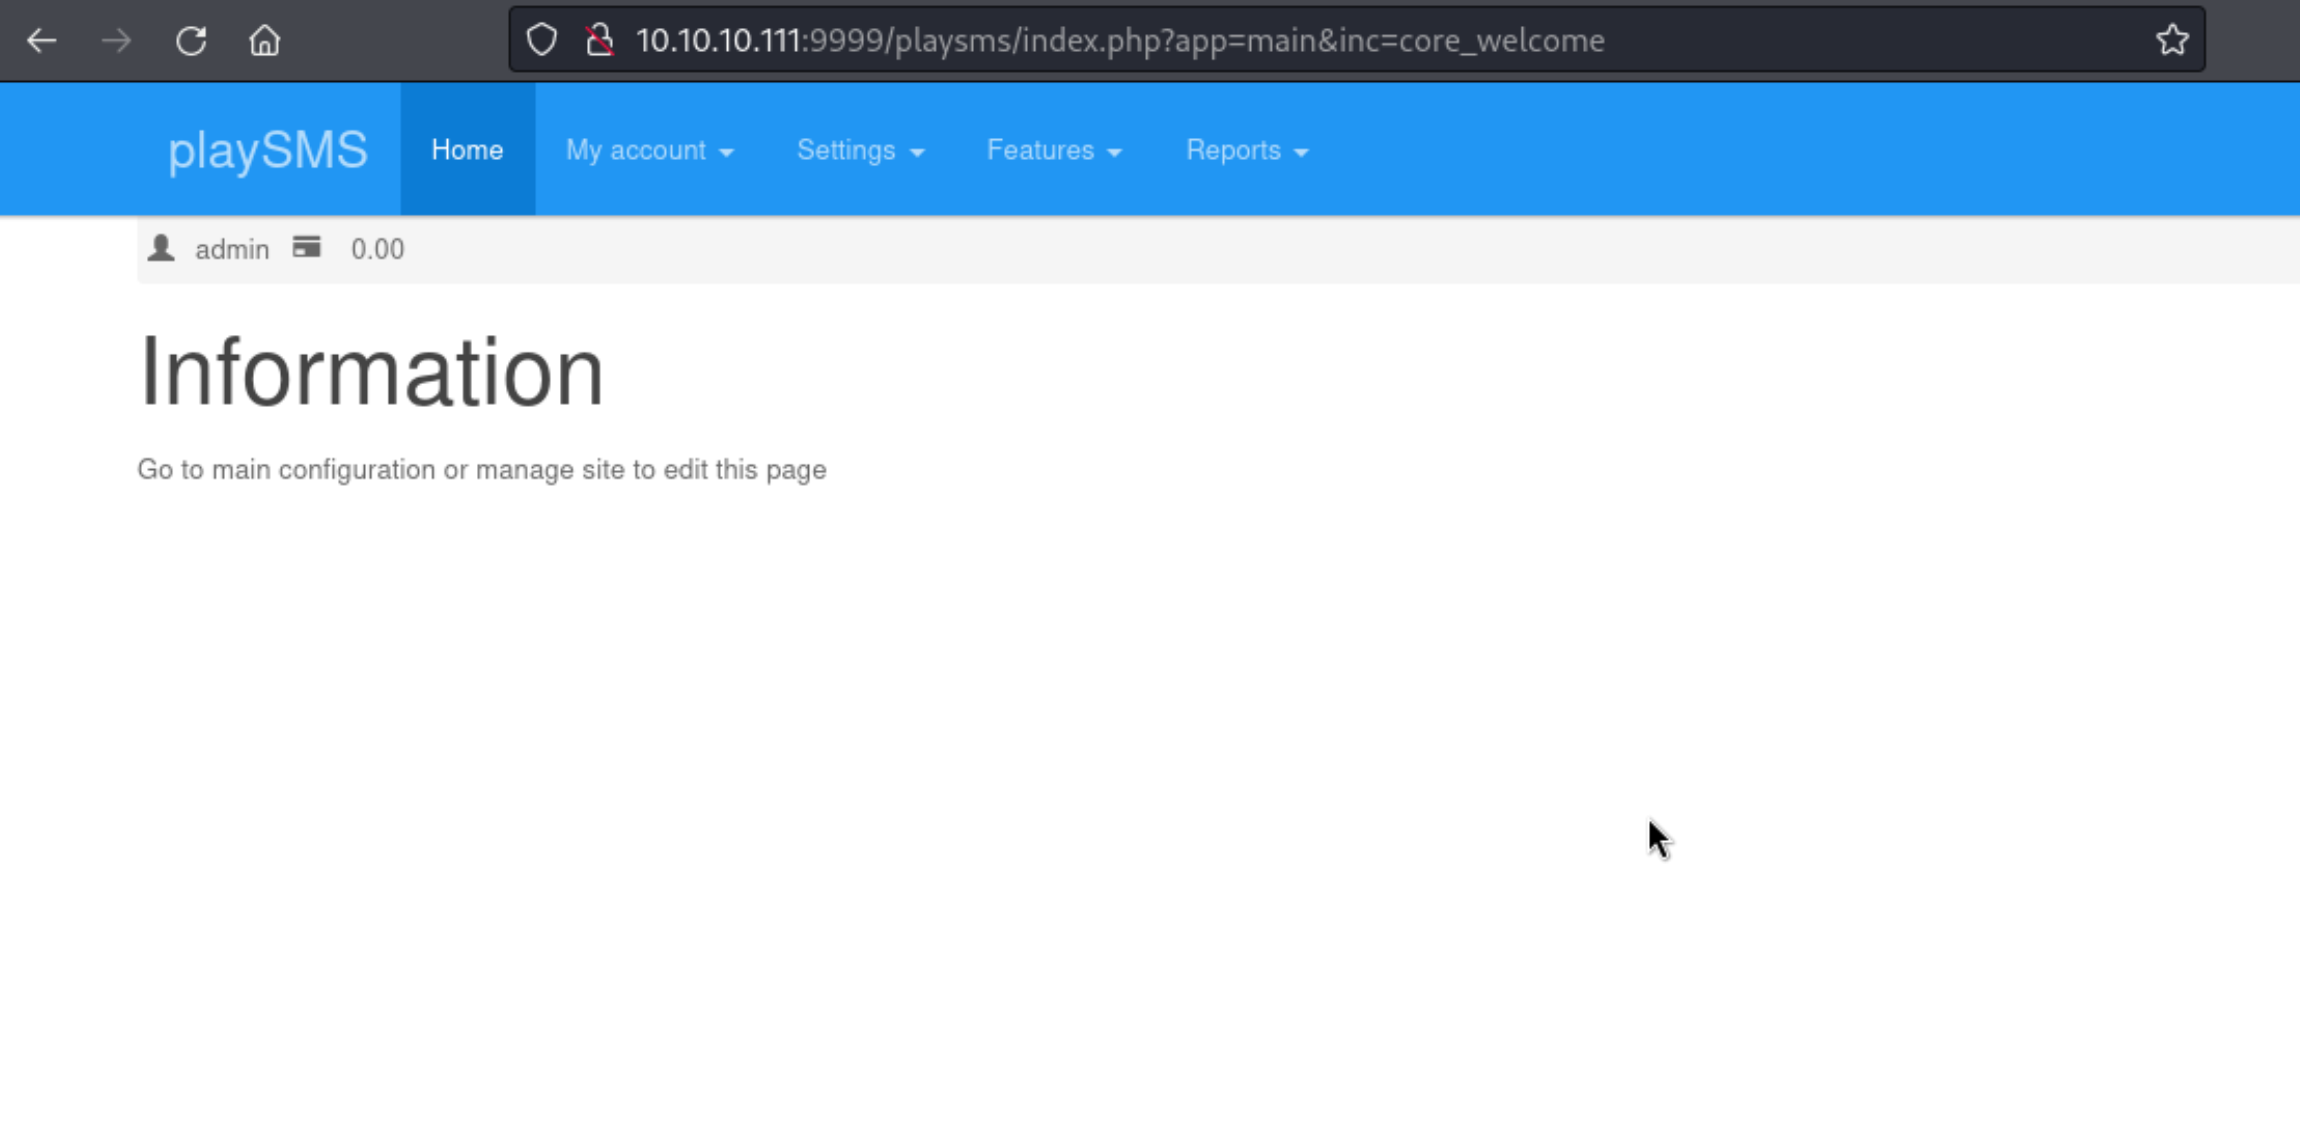 10.10.10.111:9999/playsms/index.php?app=main&inc=core_welcome
playSMS Home My account Settings Features Reports
admin 0.00
Information
Go to main configuration or manage site to edit this page